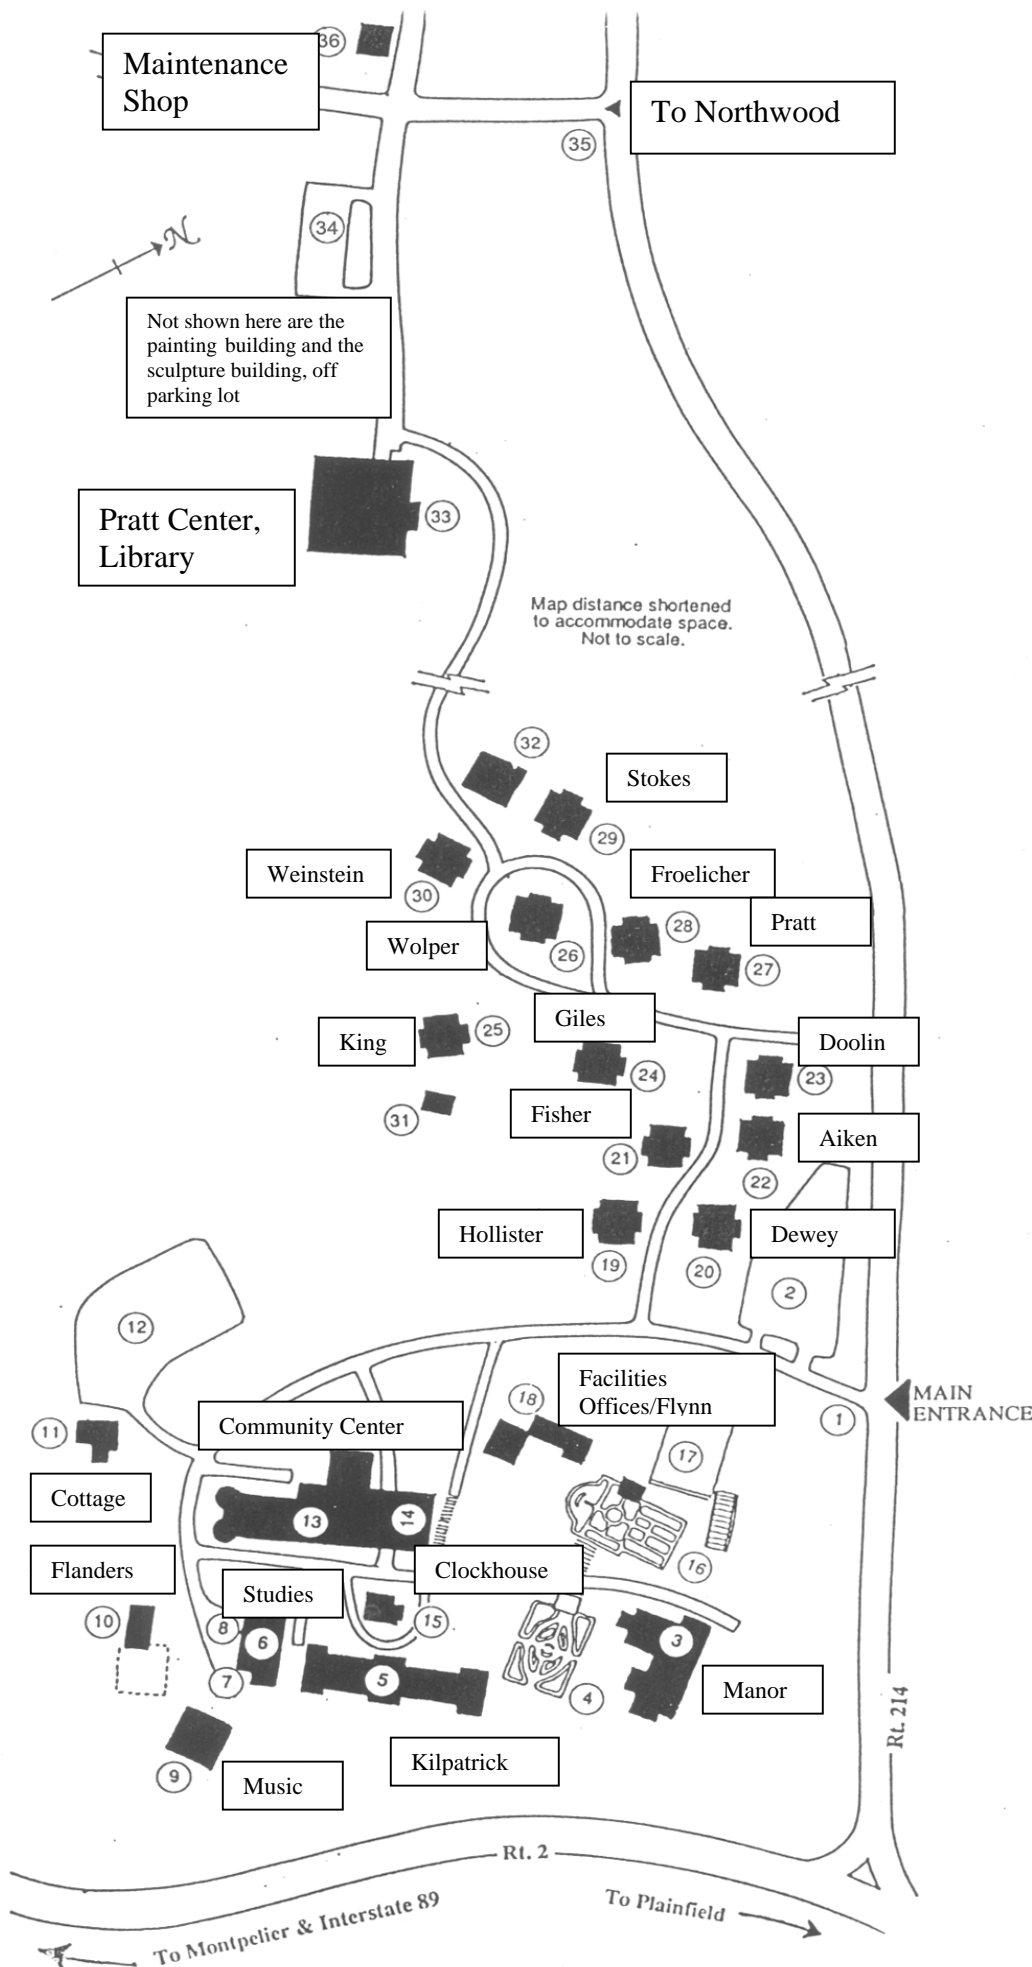 36
Maintenance
Shop
To Northwood
35
N
34
Not shown here are the
painting building and the
sculpture building, off
parking lot
Pratt Center,
Library
33
Map distance shortened
to accommodate space.
Not to scale.
32
Stokes
29
Weinstein
30
Froelicher
Pratt
28
Wolper
26
27
Giles
King
25
Doolin
24
23
31
Fisher
Aiken
21
22
Hollister
Dewey
19
20
2
12
Facilities
Offices/Flynn
MAIN
ENTRANCE
18
1
Community Center
11
17
Cottage
13
14
Flanders
Clockhouse
16
Studies
10
8
6
15
3
7
5
4
Manor
Rt. 214
Kilpatrick
9
Music
Rt. 2
To Plainfield
To Montpelier & Interstate 89